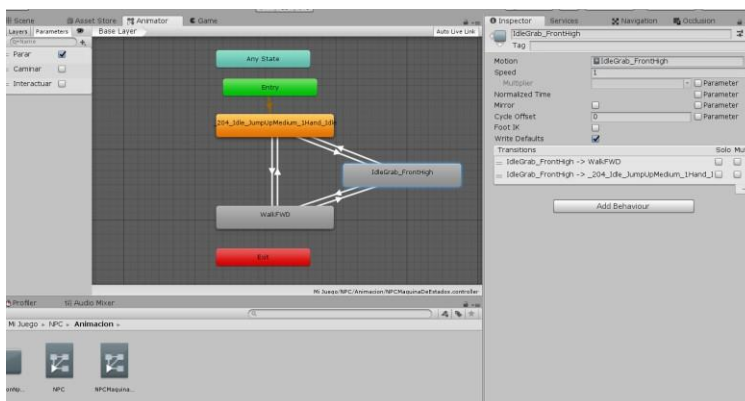 Scene
Asset Store
Animator
Game
Inspector
Services
Navigation
Occlusion
Layers
Parameters
Base Layer
Auto Live Link
Parar
Caminar
Interactuar
Any State
Entry
_204_Idle_JumpUpMedium_1Hand_Idle
IdleGrab_FrontHigh
WalkFWD
Exit
Mi Juego/NPC/Animacion/NPCMaquinaDeEstados.controller
IdleGrab_FrontHigh
Tag
Motion
IdleGrab_FrontHigh
Speed
1
Multiplier
Parameter
Normalized Time
Parameter
Mirror
Parameter
Cycle Offset
0
Parameter
Foot IK
Write Defaults
Transitions
Solo Mu
IdleGrab_FrontHigh -> WalkFWD
IdleGrab_FrontHigh -> _204_Idle_JumpUpMedium_1H
Add Behaviour
Profiler
Audio Mixer
Mi Juego
NPC
Animacion
NPC
NPCMaquina...